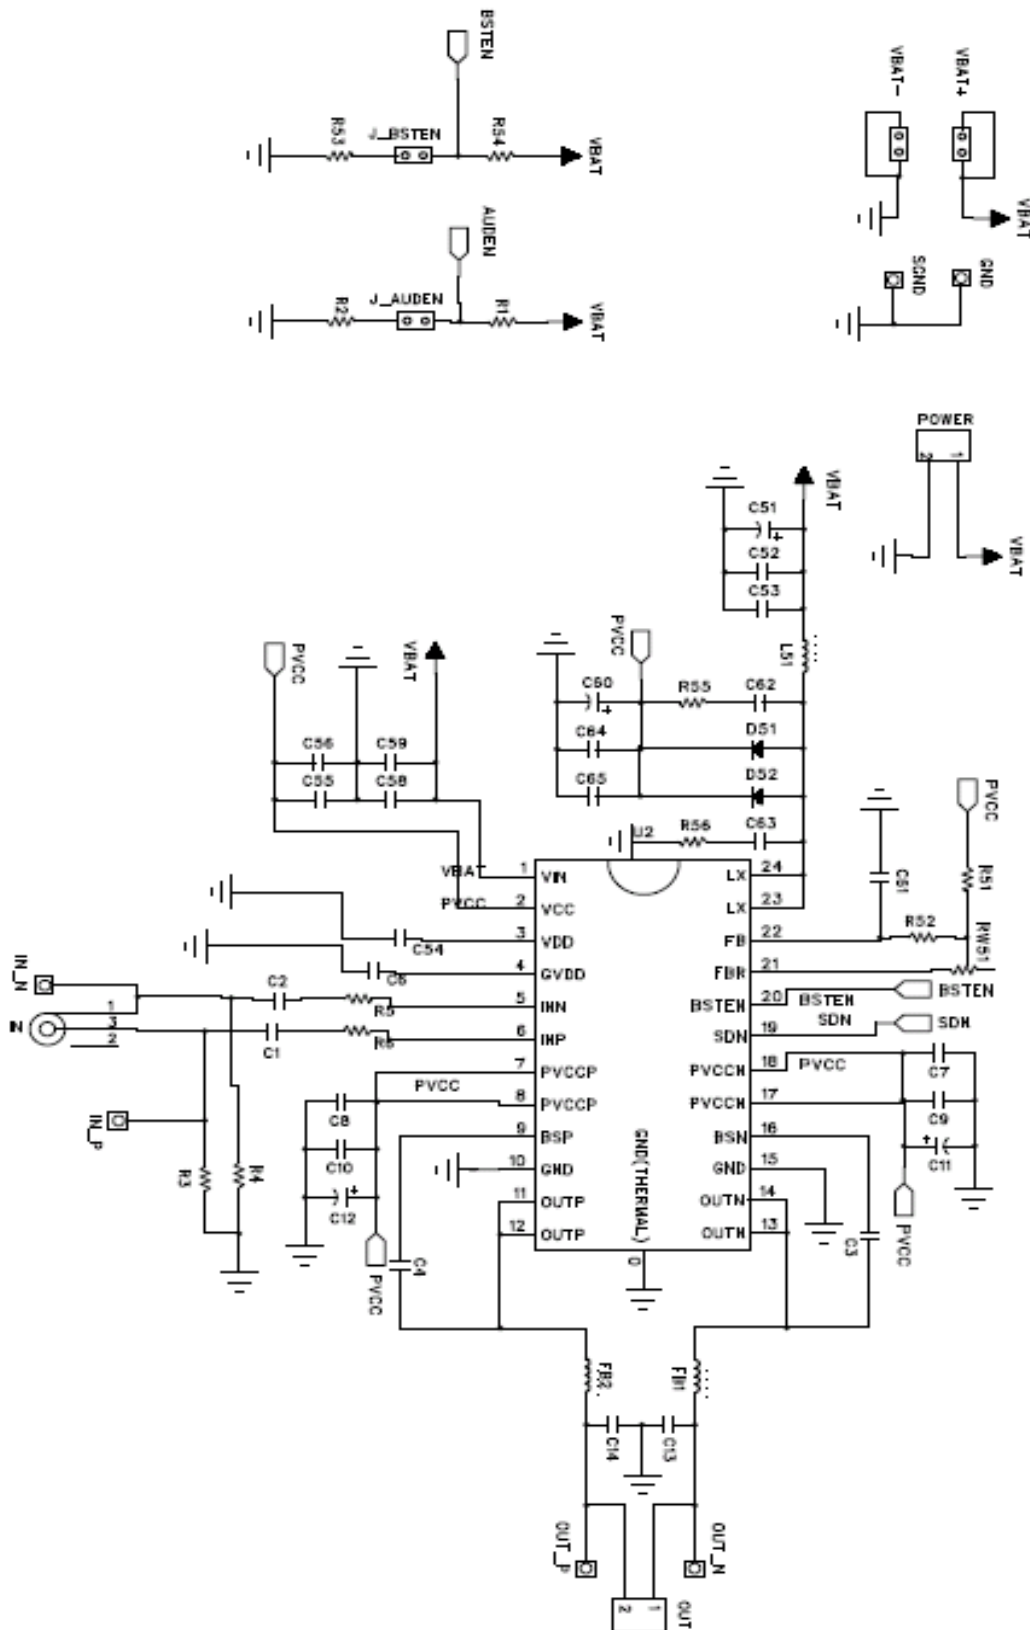 BSTEN
R53
J_BSTEN
R54
VBAT
VBAT-
VBAT+
VBAT
AUDEN
R2
J_AUDEN
R1
VBAT
SGND
GND
POWER
2
1
VBAT
VBAT
C51
+
C52
C53
L51
PVCC
VBAT
PVCC
C60
+
R55
C62
C64
D51
C65
D52
C56
C59
C55
C58
PVCC
R51
C61
R52
RW51
U2
R56
C63
VBAT
1
VIN
LX
24
PVCC
2
VCC
LX
23
C54
3
VDD
FB
22
C6
4
GVDD
FBR
21
IN_N
C2
R5
5
INN
BSTEN
20
BSTEN
BSTEN
IN
1
3
2
C1
R6
6
INP
SDN
19
SDN
SDN
7
PVCCP
PVCCN
18
PVCC
C7
PVCC
8
PVCCP
PVCCN
17
C8
C9
IN_P
9
BSP
BSN
16
C10
+
C11
10
GND
GND(THERMAL)
GND
15
R3
R4
+
C12
11
OUTP
OUTN
14
12
OUTP
OUTN
13
PVCC
C4
0
C3
PVCC
FB2
FB1
C14
C13
OUT_P
OUT_N
2
1
OUT